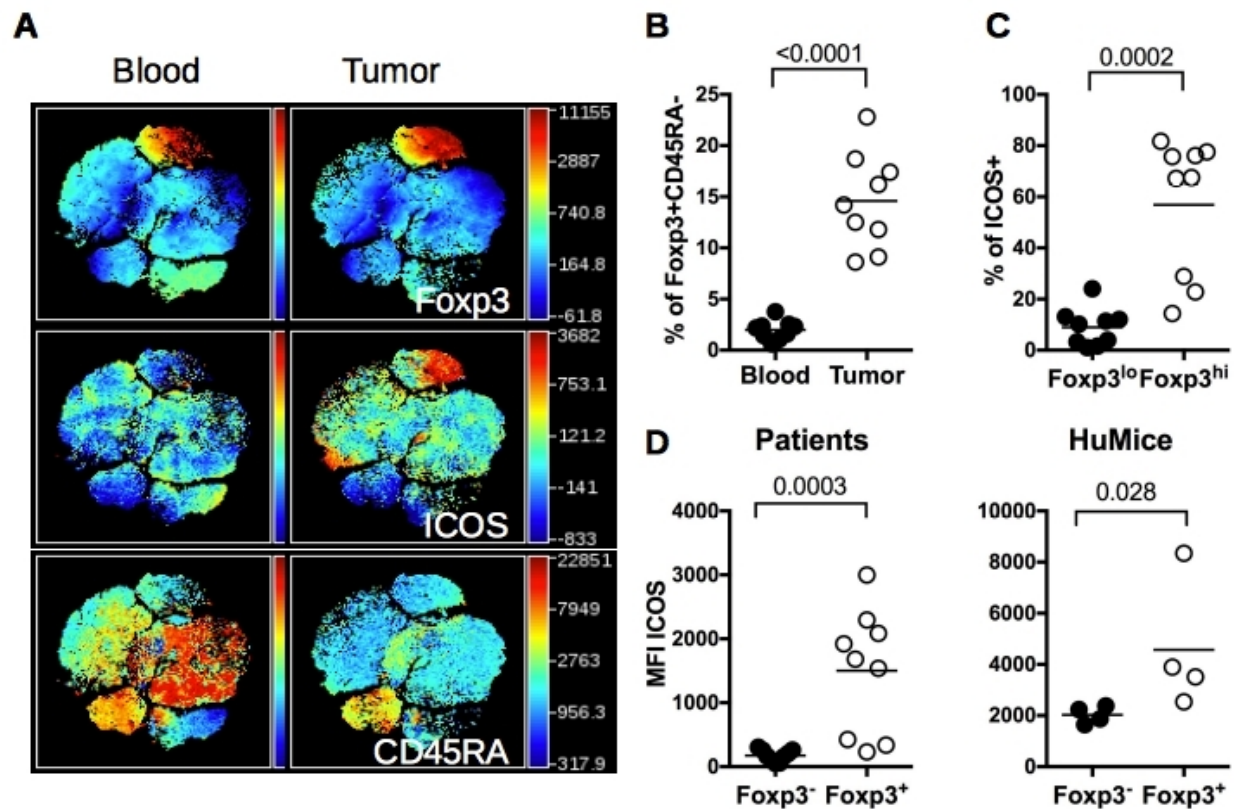 A
Blood
Tumor
11155
2887
740.8
164.8
-61.8
Foxp3
3682
753.1
121.2
-141
-833
ICOS
22851
7949
2763
956.3
317.9
CD45RA
B
<0.0001
% of Foxp3+CD45RA-
25
20
15
10
5
0
Blood
Tumor
C
0.0002
% of ICOS+
100
80
60
40
20
0
Foxp3lo
Foxp3hi
D
Patients
0.0003
MFI ICOS
4000
3000
2000
1000
0
Foxp3-
Foxp3+
HuMice
0.028
10000
8000
6000
4000
2000
0
Foxp3-
Foxp3+